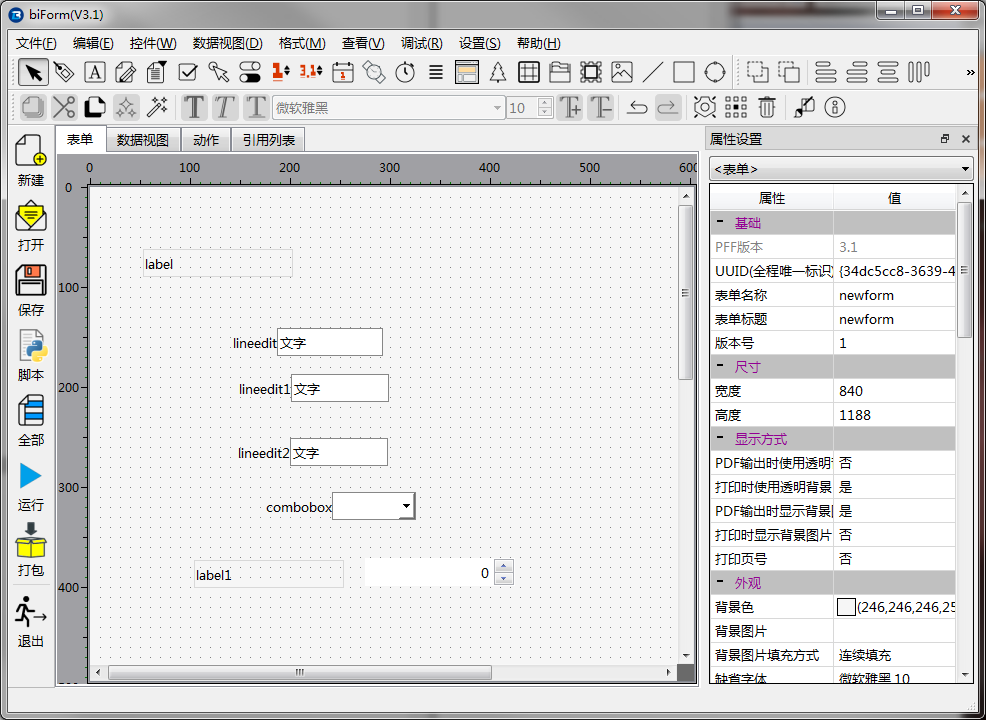 biForm(V3.1)
文件(F) 编辑(E) 控件(W) 数据视图(D) 格式(M) 查看(V) 调试(R) 设置(S) 帮助(H)
微软雅黑 10
表单 数据视图 动作 引用列表
属性设置
新建
打开
保存
脚本
全部
运行
打包
退出
0 100 200 300 400 500 600
0
100
200
300
400
label
lineedit 文字
lineedit1 文字
lineedit2 文字
combobox
label1 0
<表单>
属性 值
基础
PFF版本 3.1
UUID(全程唯一标识) {34dc5cc8-3639-4
表单名称 newform
表单标题 newform
版本号 1
尺寸
宽度 840
高度 1188
显示方式
PDF输出时使用透明 否
打印时使用透明背景 是
PDF输出时显示背景 是
打印时显示背景图片 否
打印页号 否
外观
背景色 (246,246,246,25
背景图片
背景图片填充方式 连续填充
缺省字体 微软雅黑,10